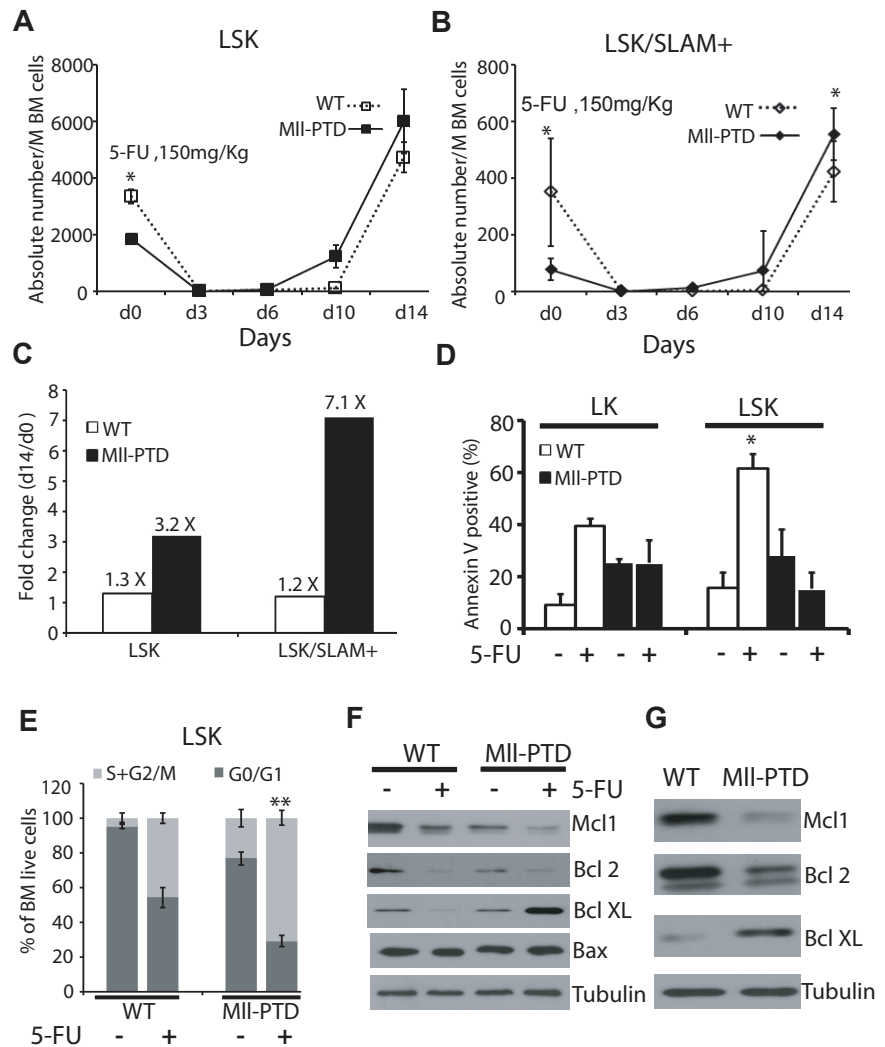 A
LSK
Absolute number/M BM cells
8000
6000
4000
2000
0
WT
Mll-PTD
5-FU ,150mg/Kg
*
d0 d3 d6 d10 d14
Days
B
LSK/SLAM+
Absolute number/M BM cells
800
600
400
200
0
5-FU ,150mg/Kg
WT
Mll-PTD
*
*
d0 d3 d6 d10 d14
Days
C
Fold change (d14/d0)
8
7
6
5
4
3
2
1
0
WT
Mll-PTD
1.3 X
3.2 X
1.2 X
7.1 X
LSK LSK/SLAM+
D
LK LSK
Annexin V positive (%)
80
60
40
20
0
WT
Mll-PTD
*
5-FU - + - + - + - +
E
LSK
S+G2/M G0/G1
% of BM live cells
120
100
80
60
40
20
0
**
WT Mll-PTD
5-FU - + - +
F
WT Mll-PTD
- + - + 5-FU
Mcl1
Bcl 2
Bcl XL
Bax
Tubulin
G
WT Mll-PTD
Mcl1
Bcl 2
Bcl XL
Tubulin